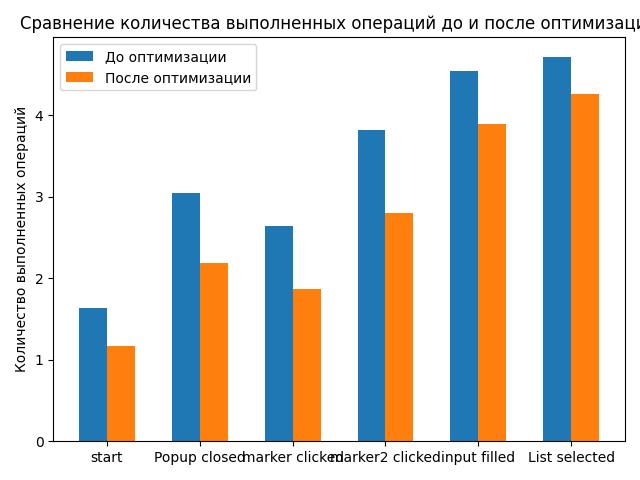 Сравнение количества выполненных операций до и после оптимизаци
До оптимизации
После оптимизации
Количество выполненных операций
4
3
2
1
0
start Popup closed marker clicked marker2 clicked input filled List selected